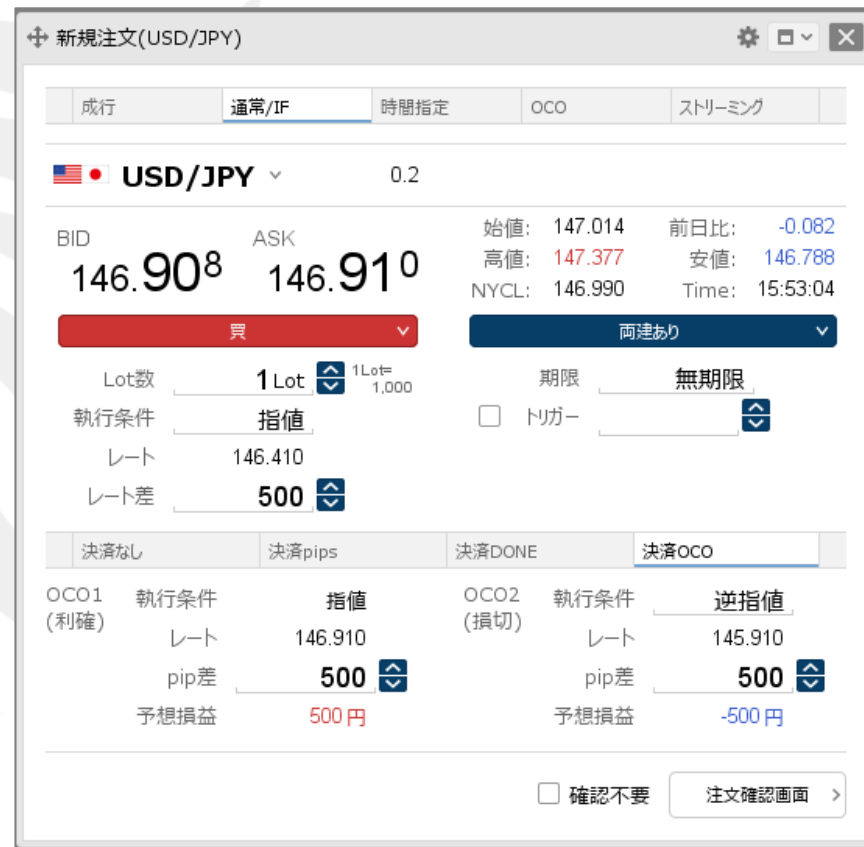 新規注文(USD/JPY)
成行 通常/IF 時間指定 OCO ストリーミング
USD/JPY 0.2
BID 146.908 ASK 146.910
始値: 147.014 前日比: -0.082
高値: 147.377 安値: 146.788
NYCL: 146.990 Time: 15:53:04
買 両建あり
Lot数 1 Lot 1Lot= 1,000 期限 無期限
執行条件 指値 トリガー
レート 146.410
レート差 500
決済なし 決済pips 決済DONE 決済OCO
OCO1 執行条件 指値 OCO2 執行条件 逆指値
(利確) レート 146.910 (損切) レート 145.910
pip差 500 pip差 500
予想損益 500 円 予想損益 -500 円
確認不要 注文確認画面